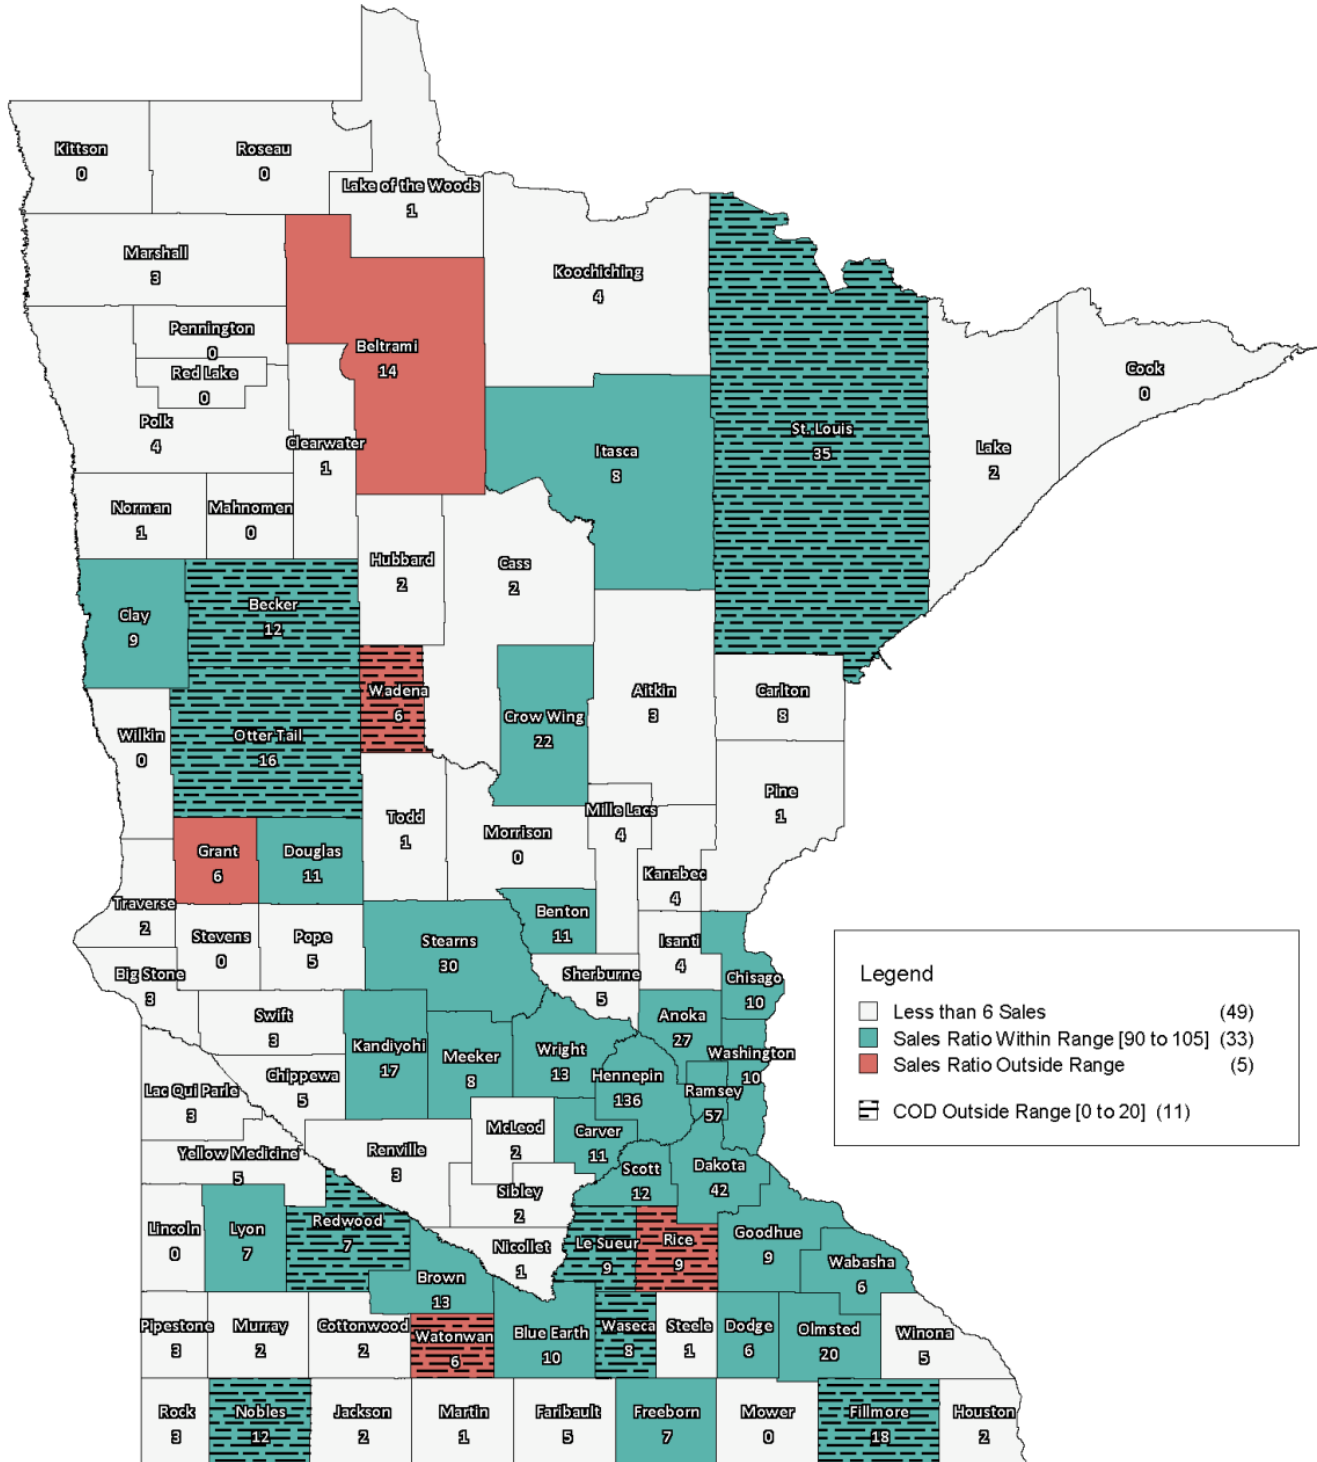 Kittson
0
Roseau
0
Lake of the Woods
1
Marshall
3
Koochiching
4
Pennington
0
Beltrami
14
Red Lake
0
Cook
0
Polk
4
Clearwater
1
Itasca
8
St. Louis
35
Lake
2
Norman
1
Mahnomen
0
Hubbard
2
Cass
2
Clay
9
Becker
12
Wadena
6
Aitkin
3
Carlton
8
Crow Wing
22
Wilkin
0
Otter Tail
16
Pine
1
Mille Lacs
4
Todd
1
Morrison
0
Grant
6
Douglas
11
Kanabec
4
Traverse
2
Benton
11
Stevens
0
Pope
5
Stearns
30
Isanti
4
Big Stone
3
Sherburne
5
Chisago
10
Swift
3
Anoka
27
Kandiyohi
17
Meeker
8
Wright
13
Washington
10
Hennepin
136
Ramsey
57
Chippewa
5
Lac Qui Parle
3
McLeod
2
Carver
11
Renville
3
Yellow Medicine
5
Scott
12
Dakota
42
Sibley
2
Lincoln
0
Lyon
7
Redwood
7
Nicollet
1
Le Sueur
9
Rice
9
Goodhue
9
Wabasha
6
Brown
13
Pipestone
3
Murray
2
Cottonwood
2
Watonwan
6
Blue Earth
10
Waseca
8
Steele
1
Dodge
6
Olmsted
20
Winona
5
Rock
3
Nobles
12
Jackson
2
Martin
1
Faribault
5
Freeborn
7
Mower
0
Fillmore
18
Houston
2
Legend
Less than 6 Sales (49)
Sales Ratio Within Range [90 to 105] (33)
Sales Ratio Outside Range (5)
COD Outside Range [0 to 20] (11)